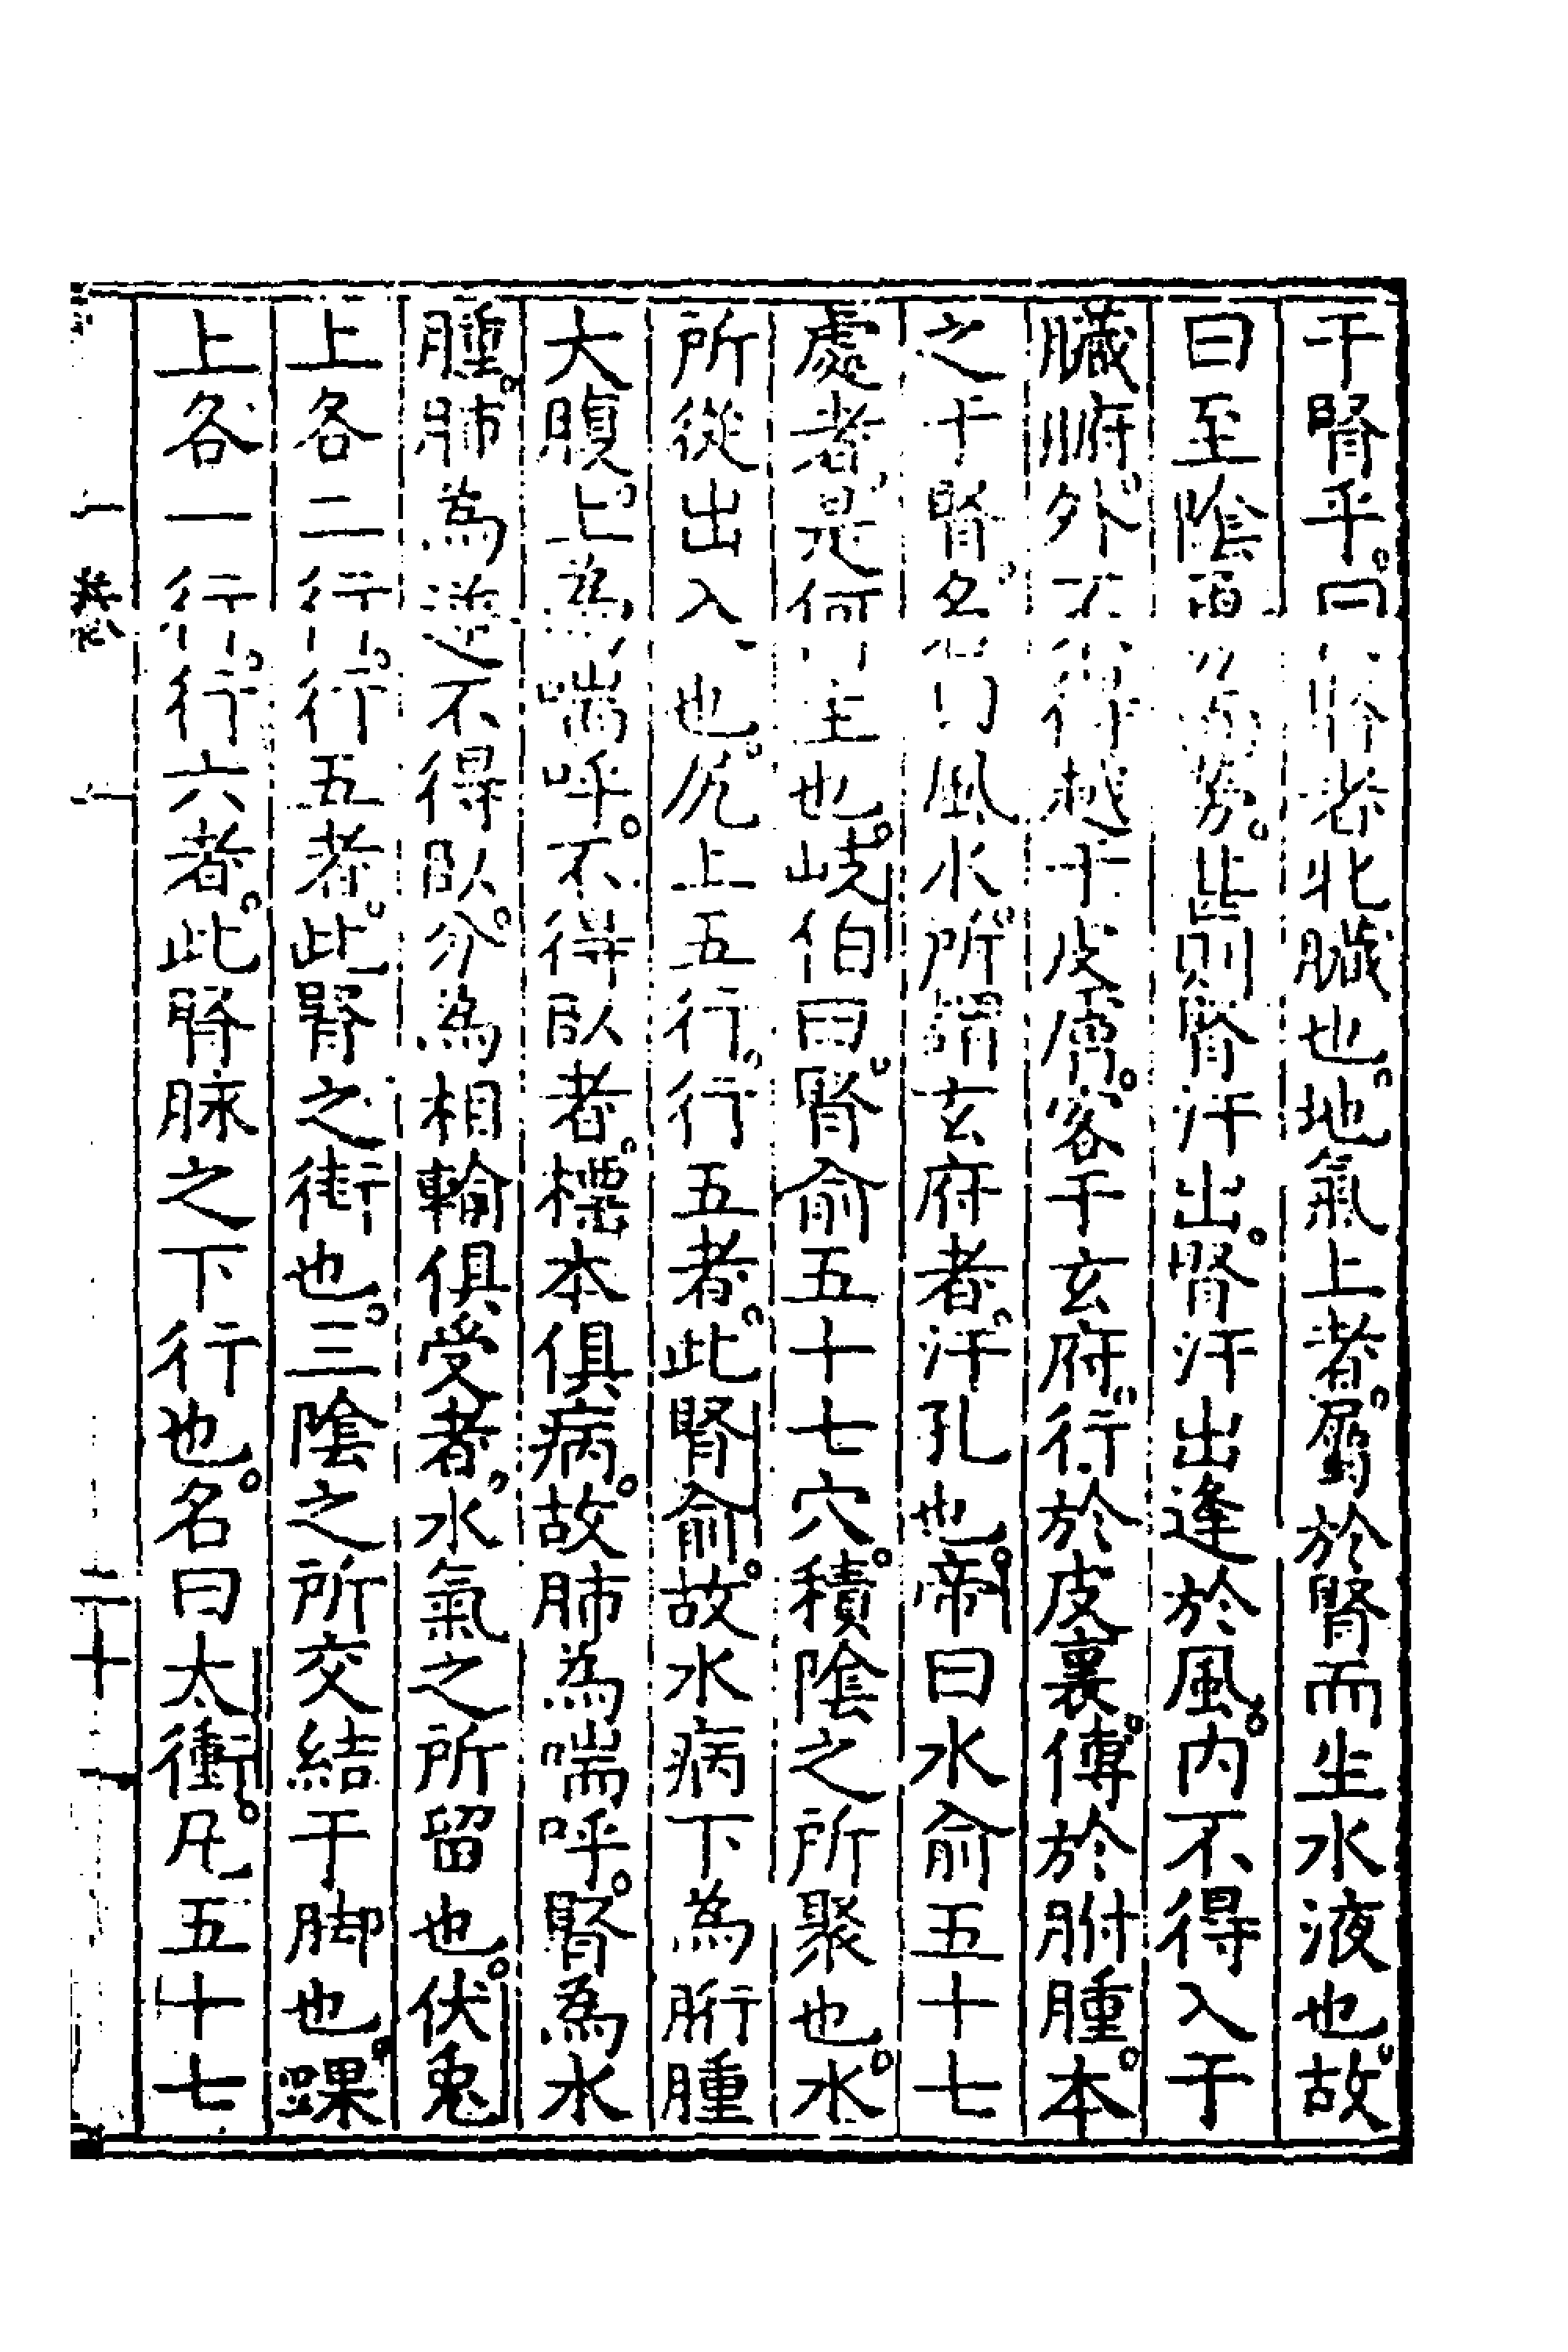 于腎乎。曰腎者牝臟也。地氣上者。屬於腎而生水液也。故
曰至陰勇而勞。甚則腎汗出。腎汗出逢於風。內不得入于
臟腑。外不得越于皮膚。客于玄府。行於皮裏。傳於胕腫。本
之于腎。名曰風水。所謂玄府者。汗孔也。帝曰水俞五十七
處者。是何主也。岐伯曰。腎俞五十七穴。積陰之所聚也。水
所從出入也。尻上五行。行五者。此腎俞。故水病下為胻腫
大腹。上為喘呼。不得臥者。標本俱病。故肺為喘呼。腎為水
腫。肺為逆不得臥。分為相輸俱受者。水氣之所留也。伏兔
上各二行。行五者。此腎之街也。三陰之所交結于脚也。踝
上各一行。行六者。此腎脉之下行也。名曰太衝。凡五十七
卷
二十一